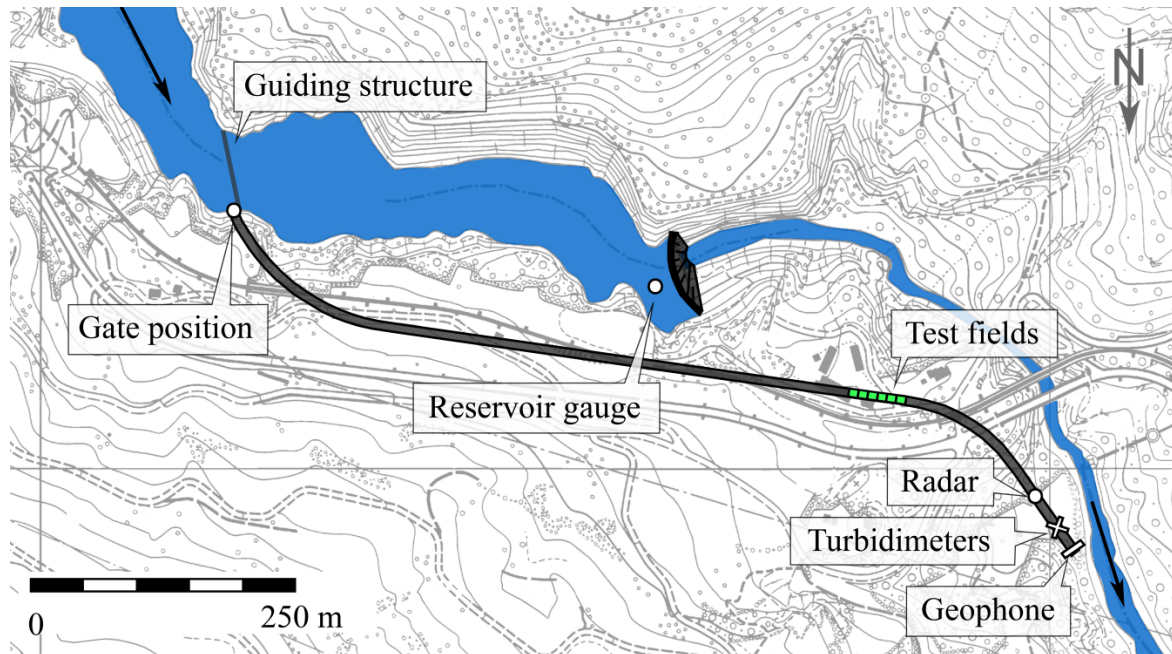 Guiding structure
N
Gate position
Test fields
Reservoir gauge
Radar
Turbidimeters
Geophone
0
250 m